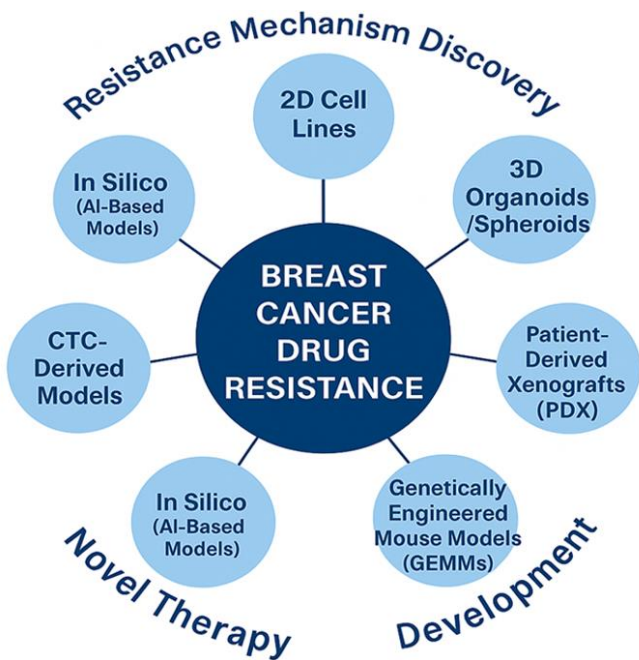 Resistance Mechanism Discovery
2D Cell
Lines
In Silico
(AI-Based
Models)
3D
Organoids
/Spheroids
BREAST
CANCER
DRUG
RESISTANCE
CTC-
Derived
Models
Patient-
Derived
Xenografts
(PDX)
In Silico
(AI-Based
Models)
Genetically
Engineered
Mouse Models
(GEMMs)
Novel Therapy
Development